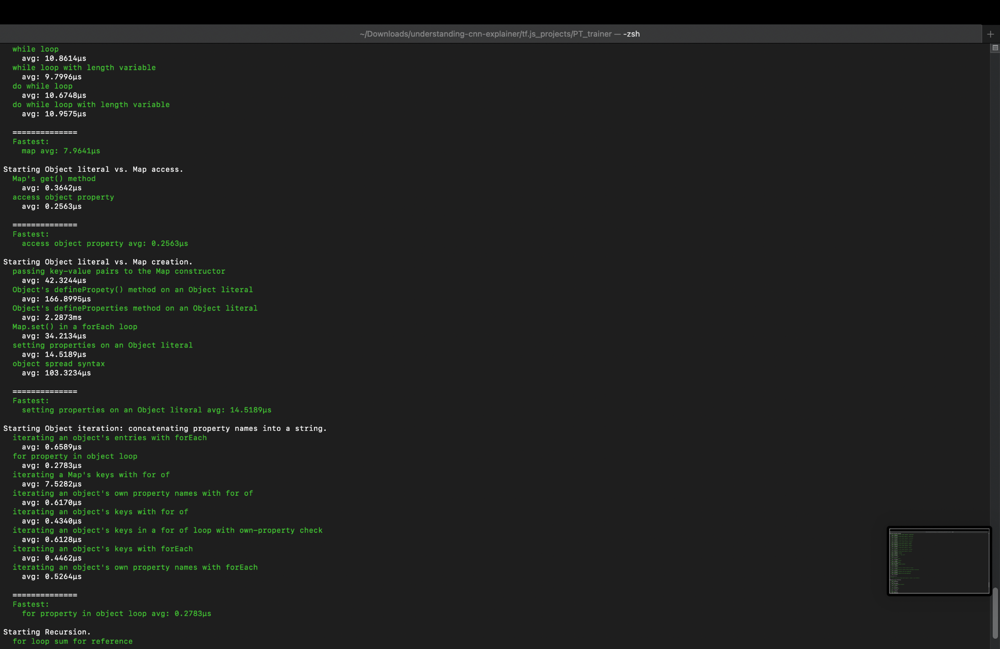 ~/Downloads/understanding-cnn-explainer/tf.js_projects/PT_trainer — -zsh
while loop
avg: 10.8614µs
while loop with length variable
avg: 9.7996µs
do while loop
avg: 10.6748µs
do while loop with length variable
avg: 10.9575µs
==============
Fastest:
map avg: 7.9641µs
Starting Object literal vs. Map access.
Map's get() method
avg: 0.3642µs
access object property
avg: 0.2563µs
==============
Fastest:
access object property avg: 0.2563µs
Starting Object literal vs. Map creation.
passing key-value pairs to the Map constructor
avg: 42.3244µs
Object's definePropety() method on an Object literal
avg: 166.8995µs
Object's defineProperties method on an Object literal
avg: 2.2873ms
Map.set() in a forEach loop
avg: 34.2134µs
setting properties on an Object literal
avg: 14.5189µs
object spread syntax
avg: 103.3234µs
==============
Fastest:
setting properties on an Object literal avg: 14.5189µs
Starting Object iteration: concatenating property names into a string.
iterating an object's entries with forEach
avg: 0.6589µs
for property in object loop
avg: 0.2783µs
iterating a Map's keys with for of
avg: 7.5282µs
iterating an object's own property names with for of
avg: 0.6170µs
iterating an object's keys with for of
avg: 0.4340µs
iterating an object's keys in a for of loop with own-property check
avg: 0.6128µs
iterating an object's keys with forEach
avg: 0.4462µs
iterating an object's own property names with forEach
avg: 0.5264µs
==============
Fastest:
for property in object loop avg: 0.2783µs
Starting Recursion.
for loop sum for reference